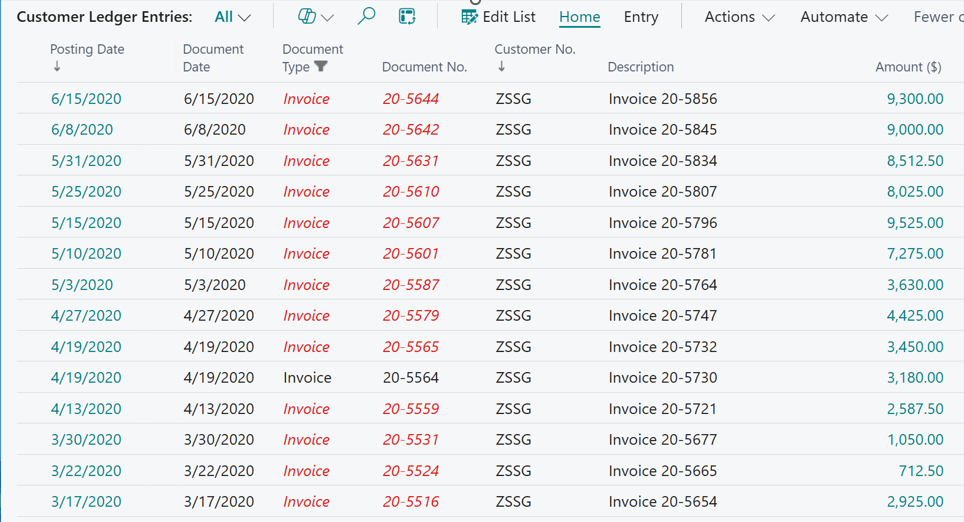 Customer Ledger Entries: All Edit List Home Entry Actions Automate Fewer
Posting Date Document Date Document Type Document No. Customer No. Description Amount ($)
6/15/2020 6/15/2020 Invoice 20-5644 ZSSG Invoice 20-5856 9,300.00
6/8/2020 6/8/2020 Invoice 20-5642 ZSSG Invoice 20-5845 9,000.00
5/31/2020 5/31/2020 Invoice 20-5631 ZSSG Invoice 20-5834 8,512.50
5/25/2020 5/25/2020 Invoice 20-5610 ZSSG Invoice 20-5807 8,025.00
5/15/2020 5/15/2020 Invoice 20-5607 ZSSG Invoice 20-5796 9,525.00
5/10/2020 5/10/2020 Invoice 20-5601 ZSSG Invoice 20-5781 7,275.00
5/3/2020 5/3/2020 Invoice 20-5587 ZSSG Invoice 20-5764 3,630.00
4/27/2020 4/27/2020 Invoice 20-5579 ZSSG Invoice 20-5747 4,425.00
4/19/2020 4/19/2020 Invoice 20-5565 ZSSG Invoice 20-5732 3,450.00
4/19/2020 4/19/2020 Invoice 20-5564 ZSSG Invoice 20-5730 3,180.00
4/13/2020 4/13/2020 Invoice 20-5559 ZSSG Invoice 20-5721 2,587.50
3/30/2020 3/30/2020 Invoice 20-5531 ZSSG Invoice 20-5677 1,050.00
3/22/2020 3/22/2020 Invoice 20-5524 ZSSG Invoice 20-5665 712.50
3/17/2020 3/17/2020 Invoice 20-5516 ZSSG Invoice 20-5654 2,925.00